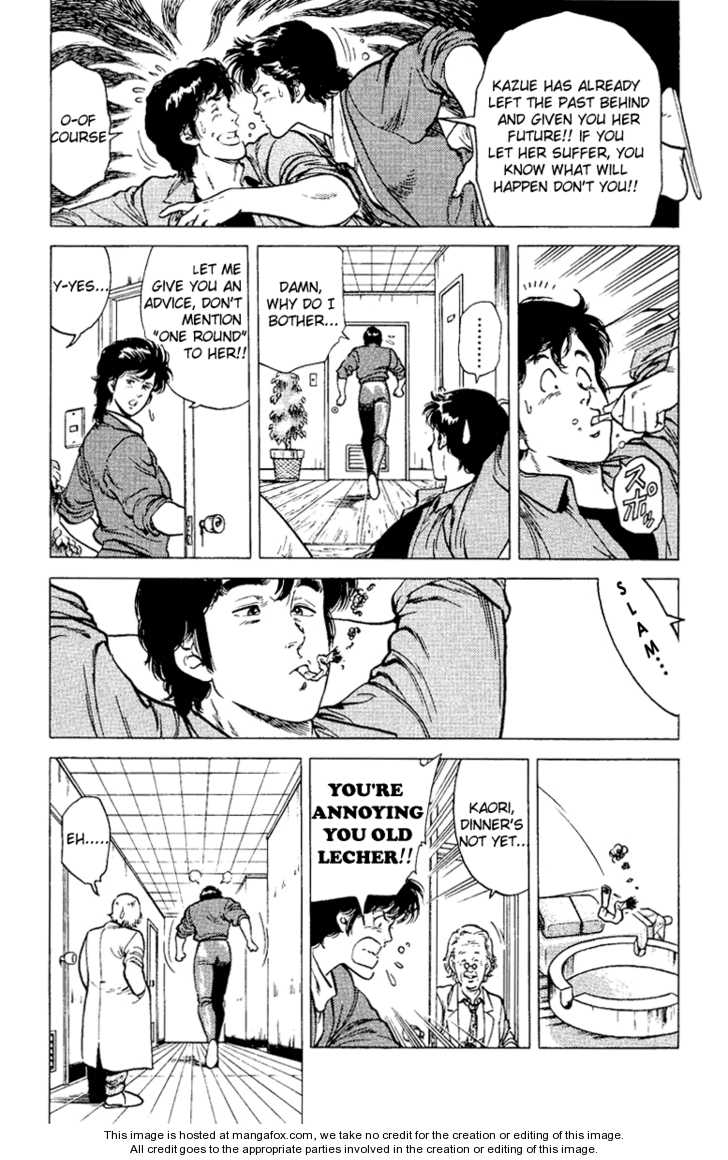 KAZUE HAS ALREADY
LEFT THE PAST BEHIND
AND GIVEN YOU HER
FUTURE!! IF YOU
LET HER SUFFER, YOU
KNOW WHAT WILL
HAPPEN DON'T YOU!!
O-OF
COURSE
スポッ
........
DAMN,
WHY DO I
BOTHER...
LET ME
GIVE YOU AN
ADVICE, DON'T
MENTION
"ONE ROUND"
TO HER!!
Y-YES...
SLAM...
KAORI,
DINNER'S
NOT YET...
YOU'RE
ANNOYING
YOU OLD
LECHER!!
EH.....
This image is hosted at mangafox.com, we take no credit for the creation or editing of this image.
All credit goes to the appropriate parties involved in the creation or editing of this image.